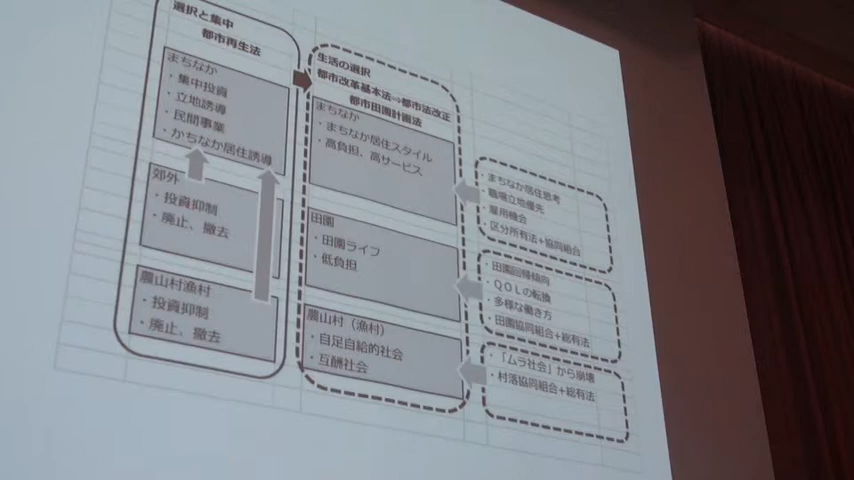 選択と集中
都市再生法
まちなか
・集中投資
・立地誘導
・民間事業
・かちなか居住誘導
郊外
・投資抑制
・廃止、撤去
農山村漁村
・投資抑制
・廃止、撤去
生活の選択
都市改革基本法→都市法改正
都市田園計画法
まちなか
・まちなか居住スタイル
・高負担、高サービス
田園
・田園ライフ
・低負担
農山村（漁村）
・自足自給的社会
・互酬社会
・まちなか居住思考
・職場立地優先
・雇用機会
・区分所有法+協同組合
・田園回帰傾向
・QOLの転換
・多様な働き方
・田園協同組合+総有法
・「ムラ社会」から崩壊
・村落協同組合+総有法